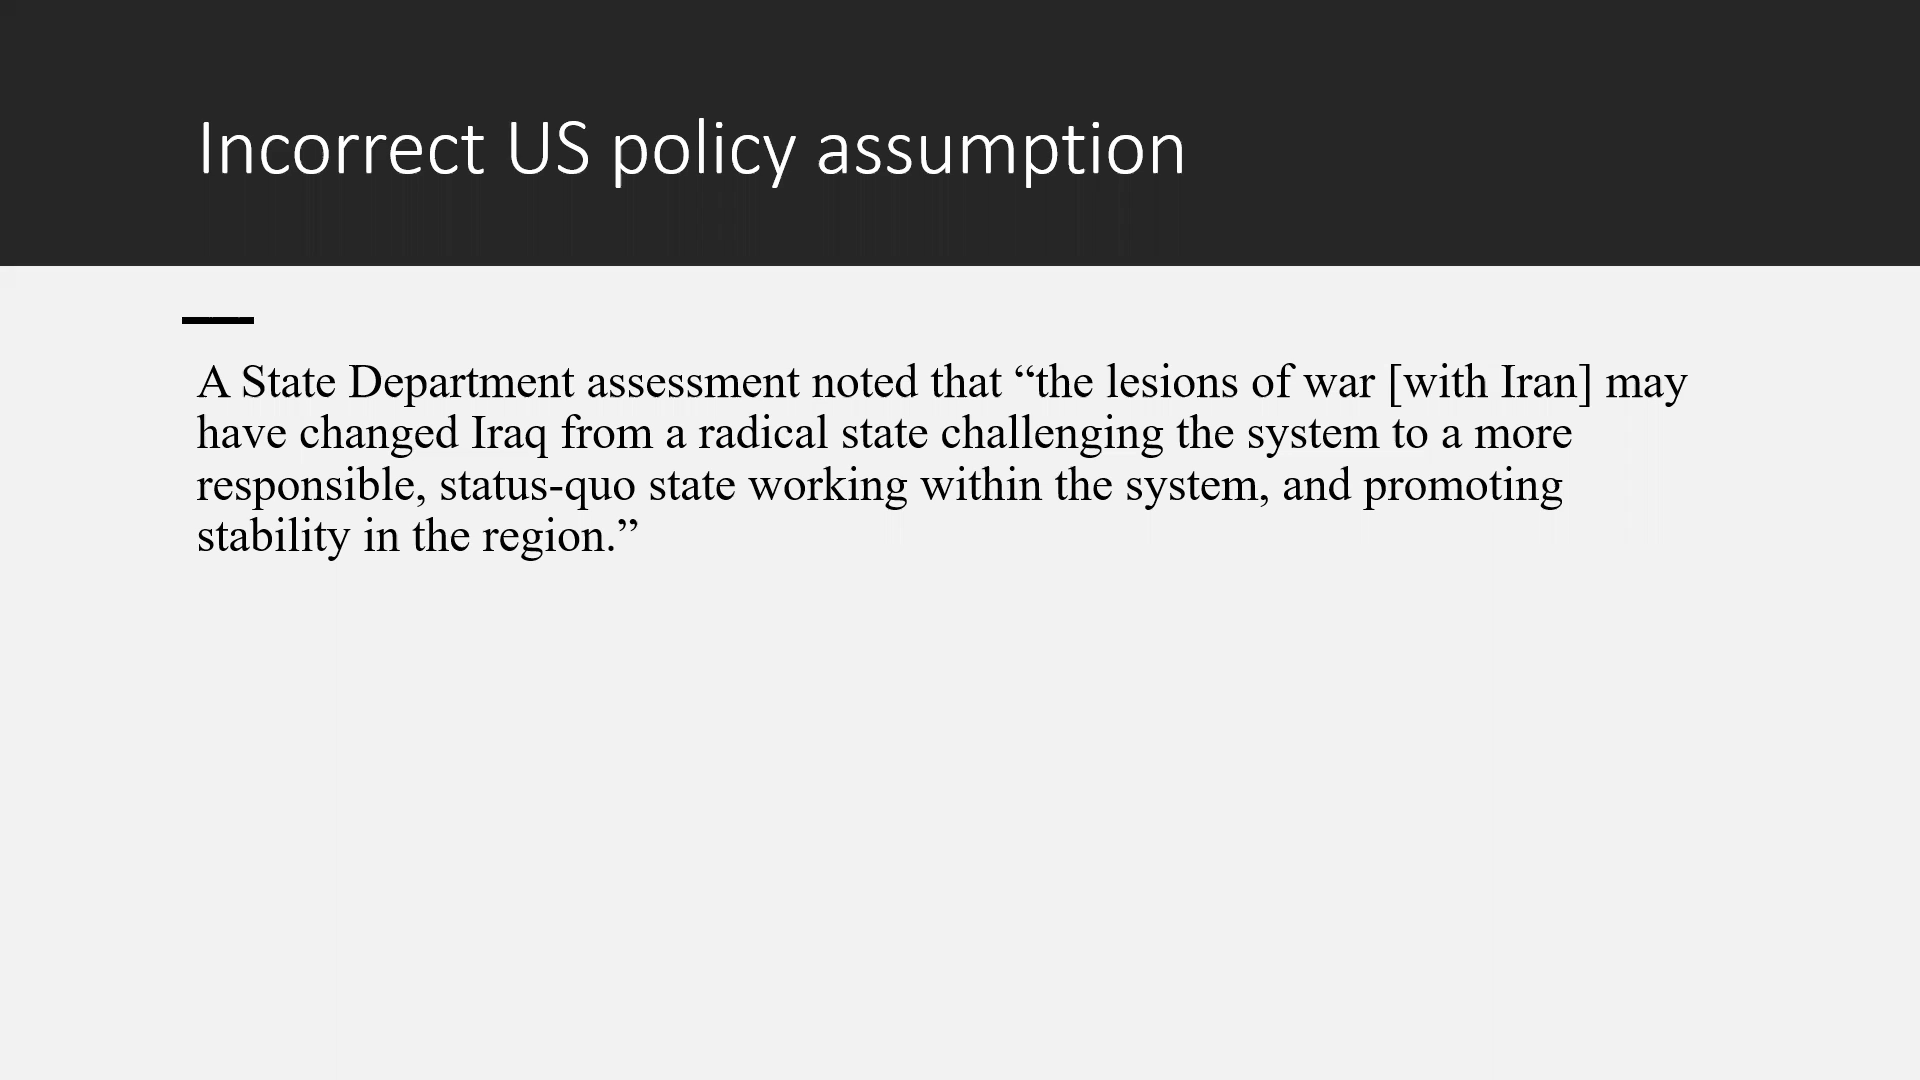 Incorrect US policy assumption
A State Department assessment noted that “the lesions of war [with Iran] may
have changed Iraq from a radical state challenging the system to a more
responsible, status-quo state working within the system, and promoting
stability in the region.”